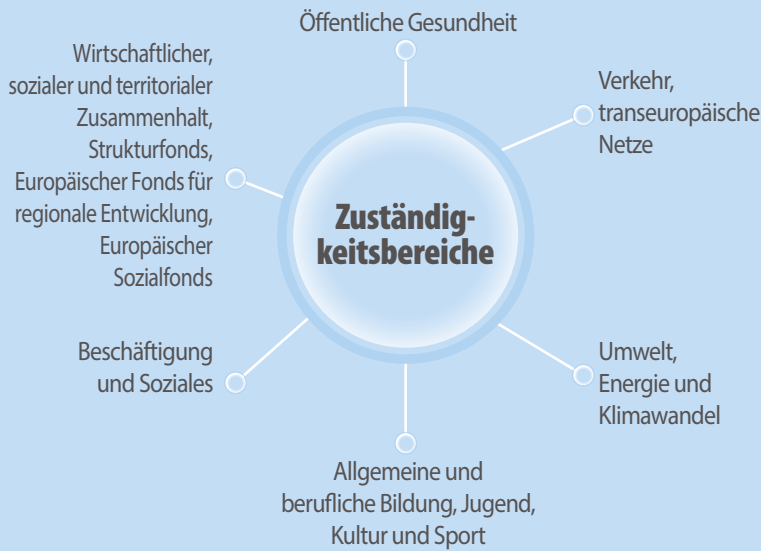 Öffentliche Gesundheit
Wirtschaftlicher,
sozialer und territorialer
Zusammenhalt,
Strukturfonds,
Europäischer Fonds für
regionale Entwicklung,
Europäischer
Sozialfonds
Verkehr,
transeuropäische
Netze
Zuständig-
keitsbereiche
Beschäftigung
und Soziales
Umwelt,
Energie und
Klimawandel
Allgemeine und
berufliche Bildung, Jugend,
Kultur und Sport